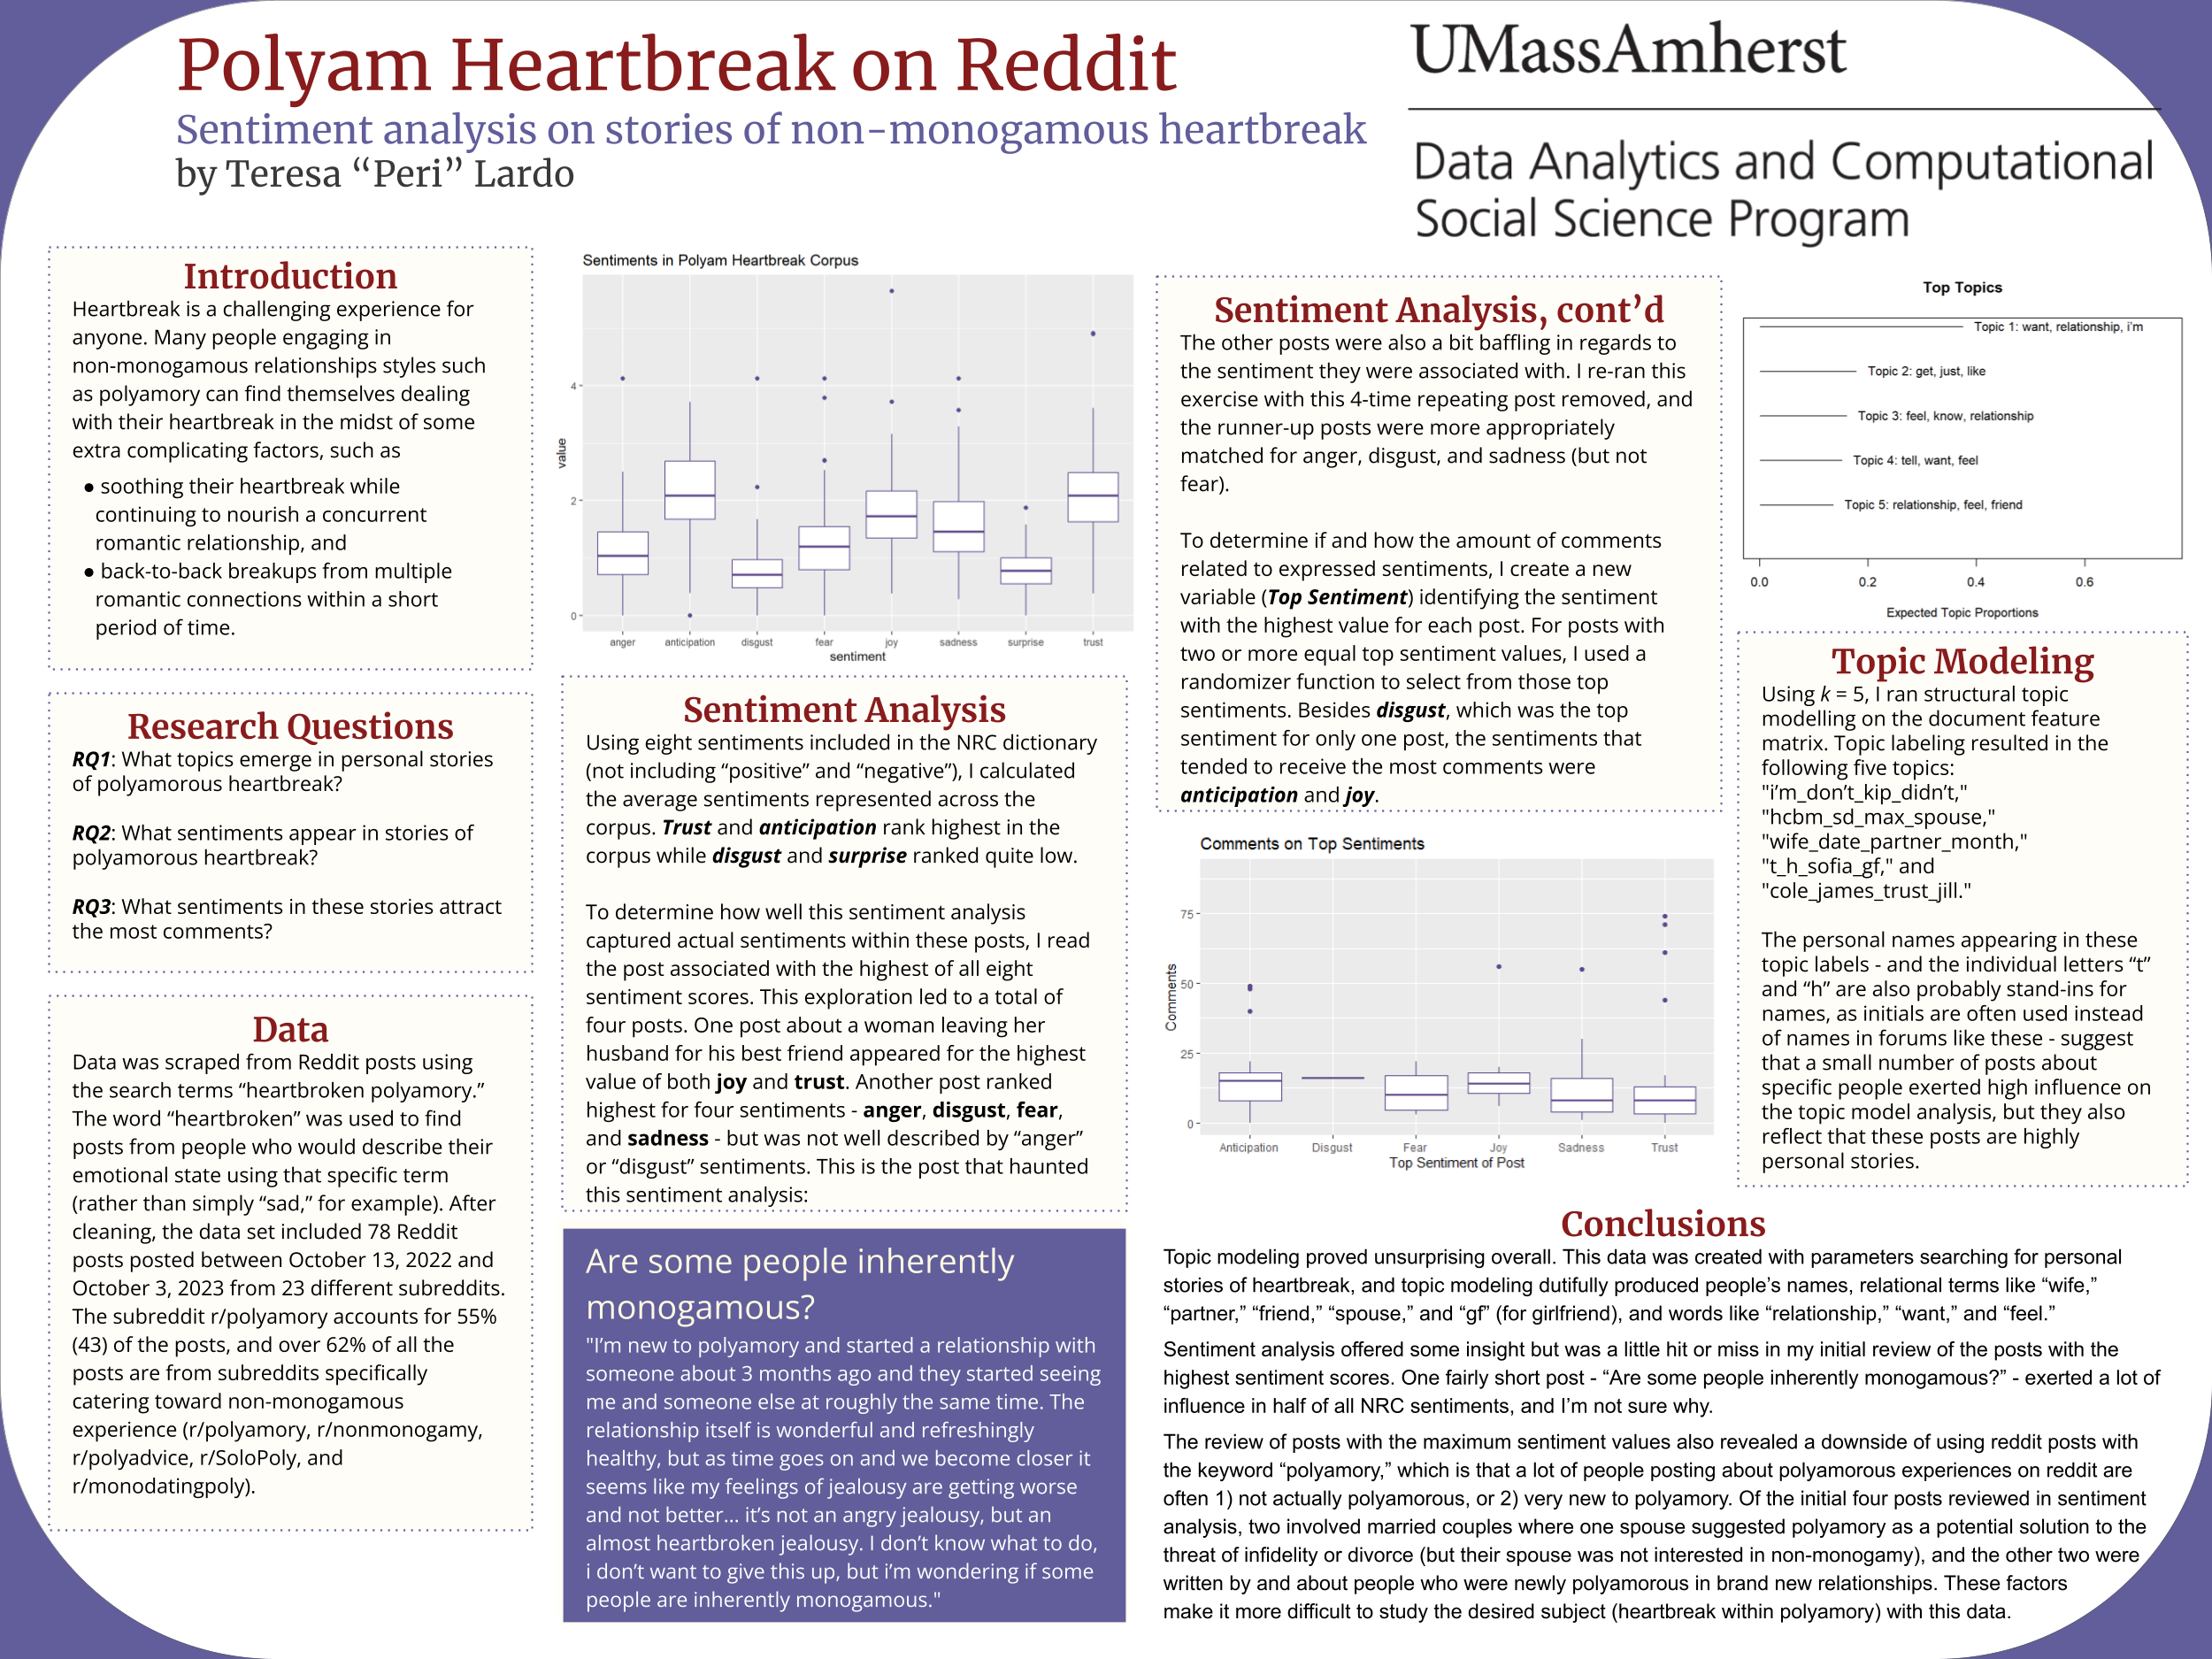 Polyam Heartbreak on Reddit
Sentiment analysis on stories of non-monogamous heartbreak
by Teresa “Peri” Lardo
UMassAmherst
Data Analytics and Computational
Social Science Program
Introduction
Heartbreak is a challenging experience for
anyone. Many people engaging in
non-monogamous relationships styles such
as polyamory can find themselves dealing
with their heartbreak in the midst of some
extra complicating factors, such as
● soothing their heartbreak while
continuing to nourish a concurrent
romantic relationship, and
● back-to-back breakups from multiple
romantic connections within a short
period of time.
Research Questions
RQ1: What topics emerge in personal stories
of polyamorous heartbreak?
RQ2: What sentiments appear in stories of
polyamorous heartbreak?
RQ3: What sentiments in these stories attract
the most comments?
Data
Data was scraped from Reddit posts using
the search terms “heartbroken polyamory.”
The word “heartbroken” was used to find
posts from people who would describe their
emotional state using that specific term
(rather than simply “sad,” for example). After
cleaning, the data set included 78 Reddit
posts posted between October 13, 2022 and
October 3, 2023 from 23 different subreddits.
The subreddit r/polyamory accounts for 55%
(43) of the posts, and over 62% of all the
posts are from subreddits specifically
catering toward non-monogamous
experience (r/polyamory, r/nonmonogamy,
r/polyadvice, r/SoloPoly, and
r/monodatingpoly).
Sentiments in Polyam Heartbreak Corpus
value
4
2
0
anger anticipation disgust fear joy sadness surprise trust
sentiment
Sentiment Analysis
Using eight sentiments included in the NRC dictionary
(not including “positive” and “negative”), I calculated
the average sentiments represented across the
corpus. Trust and anticipation rank highest in the
corpus while disgust and surprise ranked quite low.
To determine how well this sentiment analysis
captured actual sentiments within these posts, I read
the post associated with the highest of all eight
sentiment scores. This exploration led to a total of
four posts. One post about a woman leaving her
husband for his best friend appeared for the highest
value of both joy and trust. Another post ranked
highest for four sentiments - anger, disgust, fear,
and sadness - but was not well described by “anger”
or “disgust” sentiments. This is the post that haunted
this sentiment analysis:
Are some people inherently
monogamous?
"I’m new to polyamory and started a relationship with
someone about 3 months ago and they started seeing
me and someone else at roughly the same time. The
relationship itself is wonderful and refreshingly
healthy, but as time goes on and we become closer it
seems like my feelings of jealousy are getting worse
and not better... it’s not an angry jealousy, but an
almost heartbroken jealousy. I don’t know what to do,
i don’t want to give this up, but i’m wondering if some
people are inherently monogamous."
Sentiment Analysis, cont’d
The other posts were also a bit baffling in regards to
the sentiment they were associated with. I re-ran this
exercise with this 4-time repeating post removed, and
the runner-up posts were more appropriately
matched for anger, disgust, and sadness (but not
fear).
To determine if and how the amount of comments
related to expressed sentiments, I create a new
variable (Top Sentiment) identifying the sentiment
with the highest value for each post. For posts with
two or more equal top sentiment values, I used a
randomizer function to select from those top
sentiments. Besides disgust, which was the top
sentiment for only one post, the sentiments that
tended to receive the most comments were
anticipation and joy.
Comments on Top Sentiments
Comments
75
50
25
0
Anticipation Disgust Fear Joy Sadness Trust
Top Sentiment of Post
Top Topics
Topic 1: want, relationship, i’m
Topic 2: get, just, like
Topic 3: feel, know, relationship
Topic 4: tell, want, feel
Topic 5: relationship, feel, friend
0.0 0.2 0.4 0.6
Expected Topic Proportions
Topic Modeling
Using k = 5, I ran structural topic
modelling on the document feature
matrix. Topic labeling resulted in the
following five topics:
"i’m_don’t_kip_didn’t,"
"hcbm_sd_max_spouse,"
"wife_date_partner_month,"
"t_h_sofia_gf," and
"cole_james_trust_jill."
The personal names appearing in these
topic labels - and the individual letters “t”
and “h” are also probably stand-ins for
names, as initials are often used instead
of names in forums like these - suggest
that a small number of posts about
specific people exerted high influence on
the topic model analysis, but they also
reflect that these posts are highly
personal stories.
Conclusions
Topic modeling proved unsurprising overall. This data was created with parameters searching for personal
stories of heartbreak, and topic modeling dutifully produced people’s names, relational terms like “wife,”
“partner,” “friend,” “spouse,” and “gf” (for girlfriend), and words like “relationship,” “want,” and “feel.”
Sentiment analysis offered some insight but was a little hit or miss in my initial review of the posts with the
highest sentiment scores. One fairly short post - “Are some people inherently monogamous?” - exerted a lot of
influence in half of all NRC sentiments, and I’m not sure why.
The review of posts with the maximum sentiment values also revealed a downside of using reddit posts with
the keyword “polyamory,” which is that a lot of people posting about polyamorous experiences on reddit are
often 1) not actually polyamorous, or 2) very new to polyamory. Of the initial four posts reviewed in sentiment
analysis, two involved married couples where one spouse suggested polyamory as a potential solution to the
threat of infidelity or divorce (but their spouse was not interested in non-monogamy), and the other two were
written by and about people who were newly polyamorous in brand new relationships. These factors
make it more difficult to study the desired subject (heartbreak within polyamory) with this data.